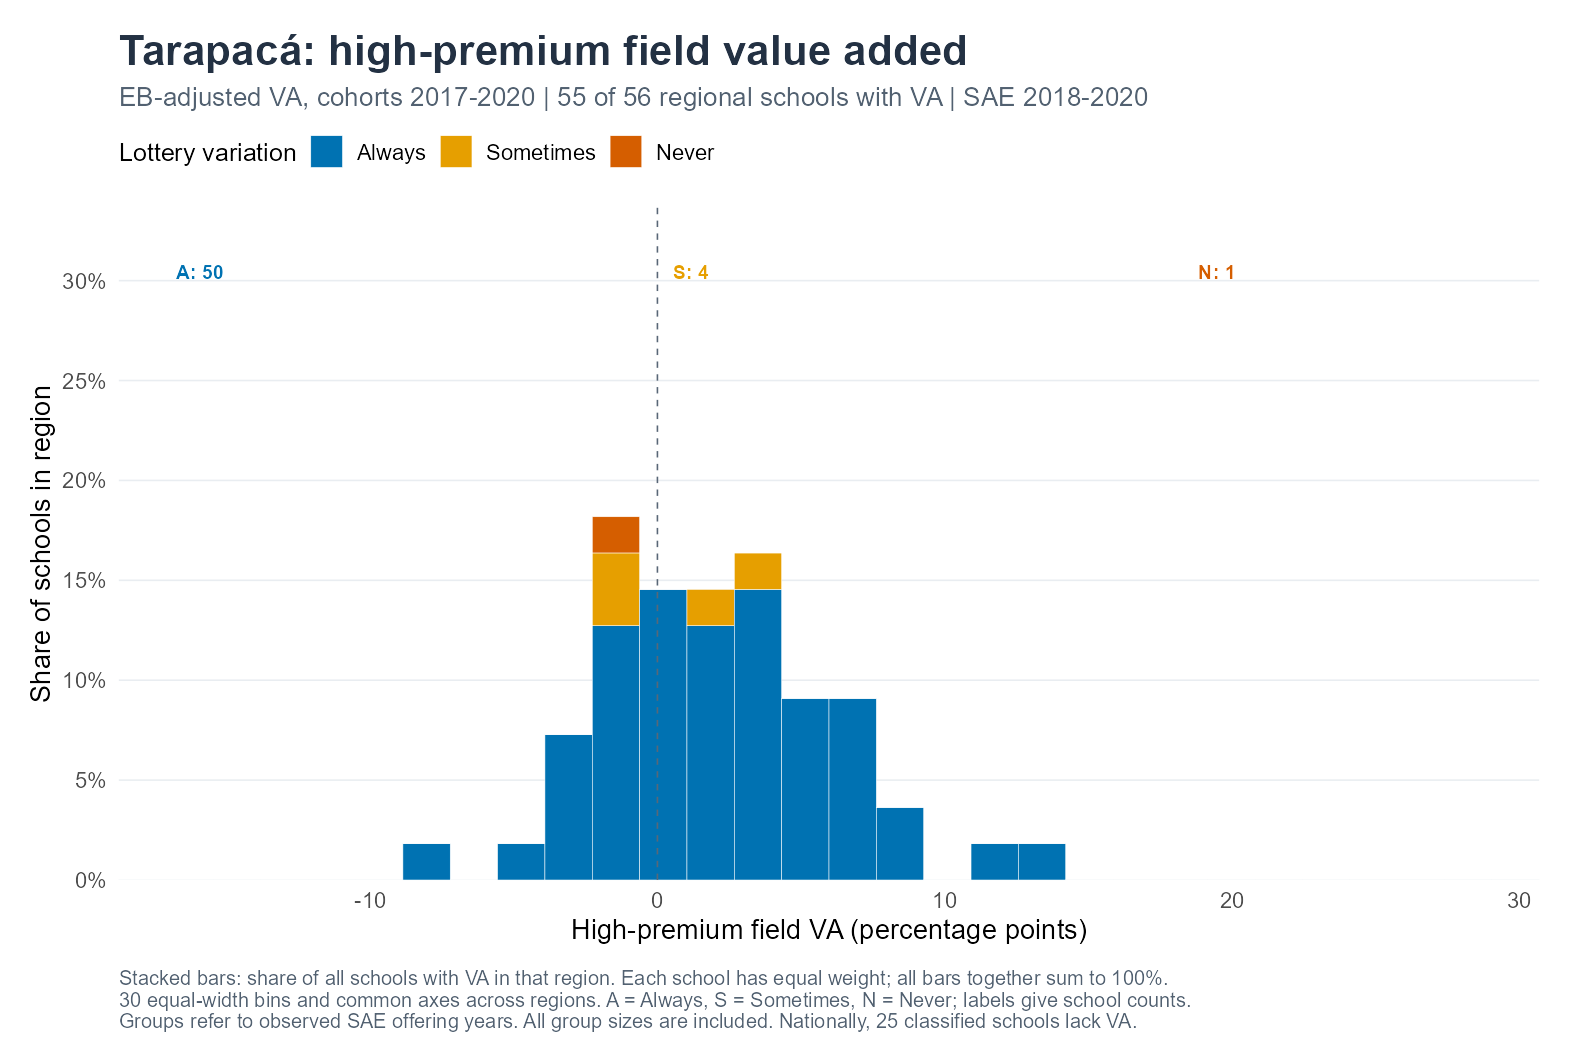 Tarapacá: high-premium field value added
EB-adjusted VA, cohorts 2017-2020 | 55 of 56 regional schools with VA | SAE 2018-2020
Lottery variation Always Sometimes Never
A: 50 S: 4 N: 1
30%
25%
20%
15%
10%
5%
0%
Share of schools in region
-10 0 10 20 30
High-premium field VA (percentage points)
Stacked bars: share of all schools with VA in that region. Each school has equal weight; all bars together sum to 100%.
30 equal-width bins and common axes across regions. A = Always, S = Sometimes, N = Never; labels give school counts.
Groups refer to observed SAE offering years. All group sizes are included. Nationally, 25 classified schools lack VA.